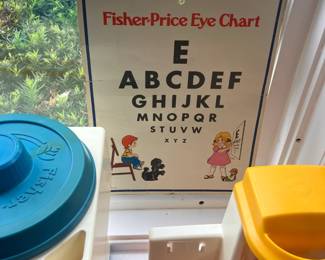 Fisher-Price Eye Chart
E
ABCDEF
GHIJKL
MNOPQR
STUVW
XYZ
Fisher